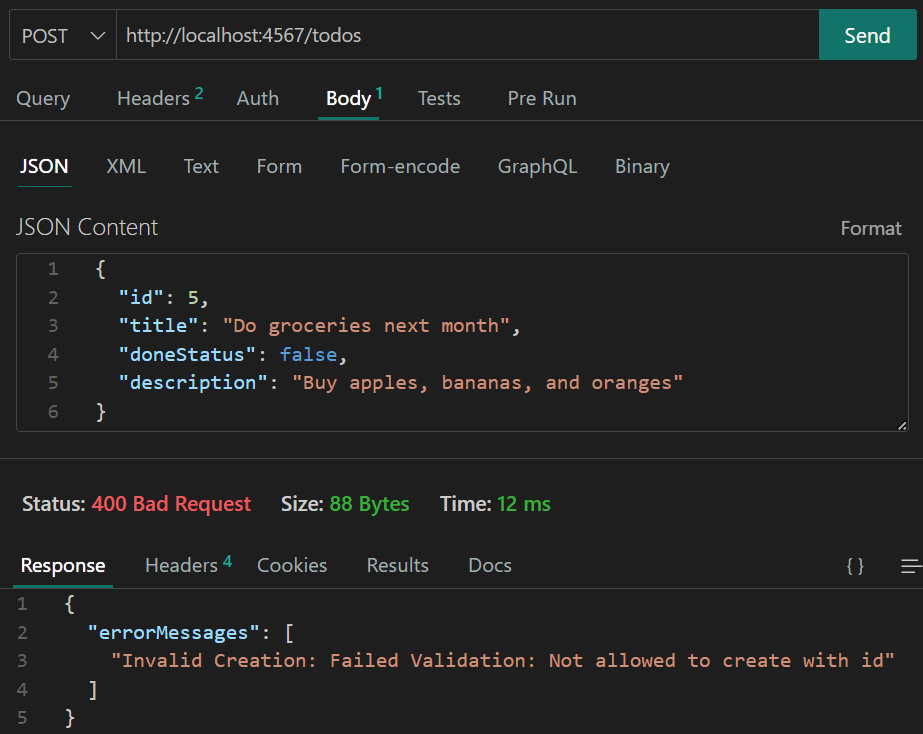 POST http://localhost:4567/todos Send
Query Headers 2 Auth Body 1 Tests Pre Run
JSON XML Text Form Form-encode GraphQL Binary
JSON Content Format
1 {
2 "id": 5,
3 "title": "Do groceries next month",
4 "doneStatus": false,
5 "description": "Buy apples, bananas, and oranges"
6 }
Status: 400 Bad Request Size: 88 Bytes Time: 12 ms
Response Headers 4 Cookies Results Docs { }
1 {
2 "errorMessages": [
3 "Invalid Creation: Failed Validation: Not allowed to create with id"
4 ]
5 }